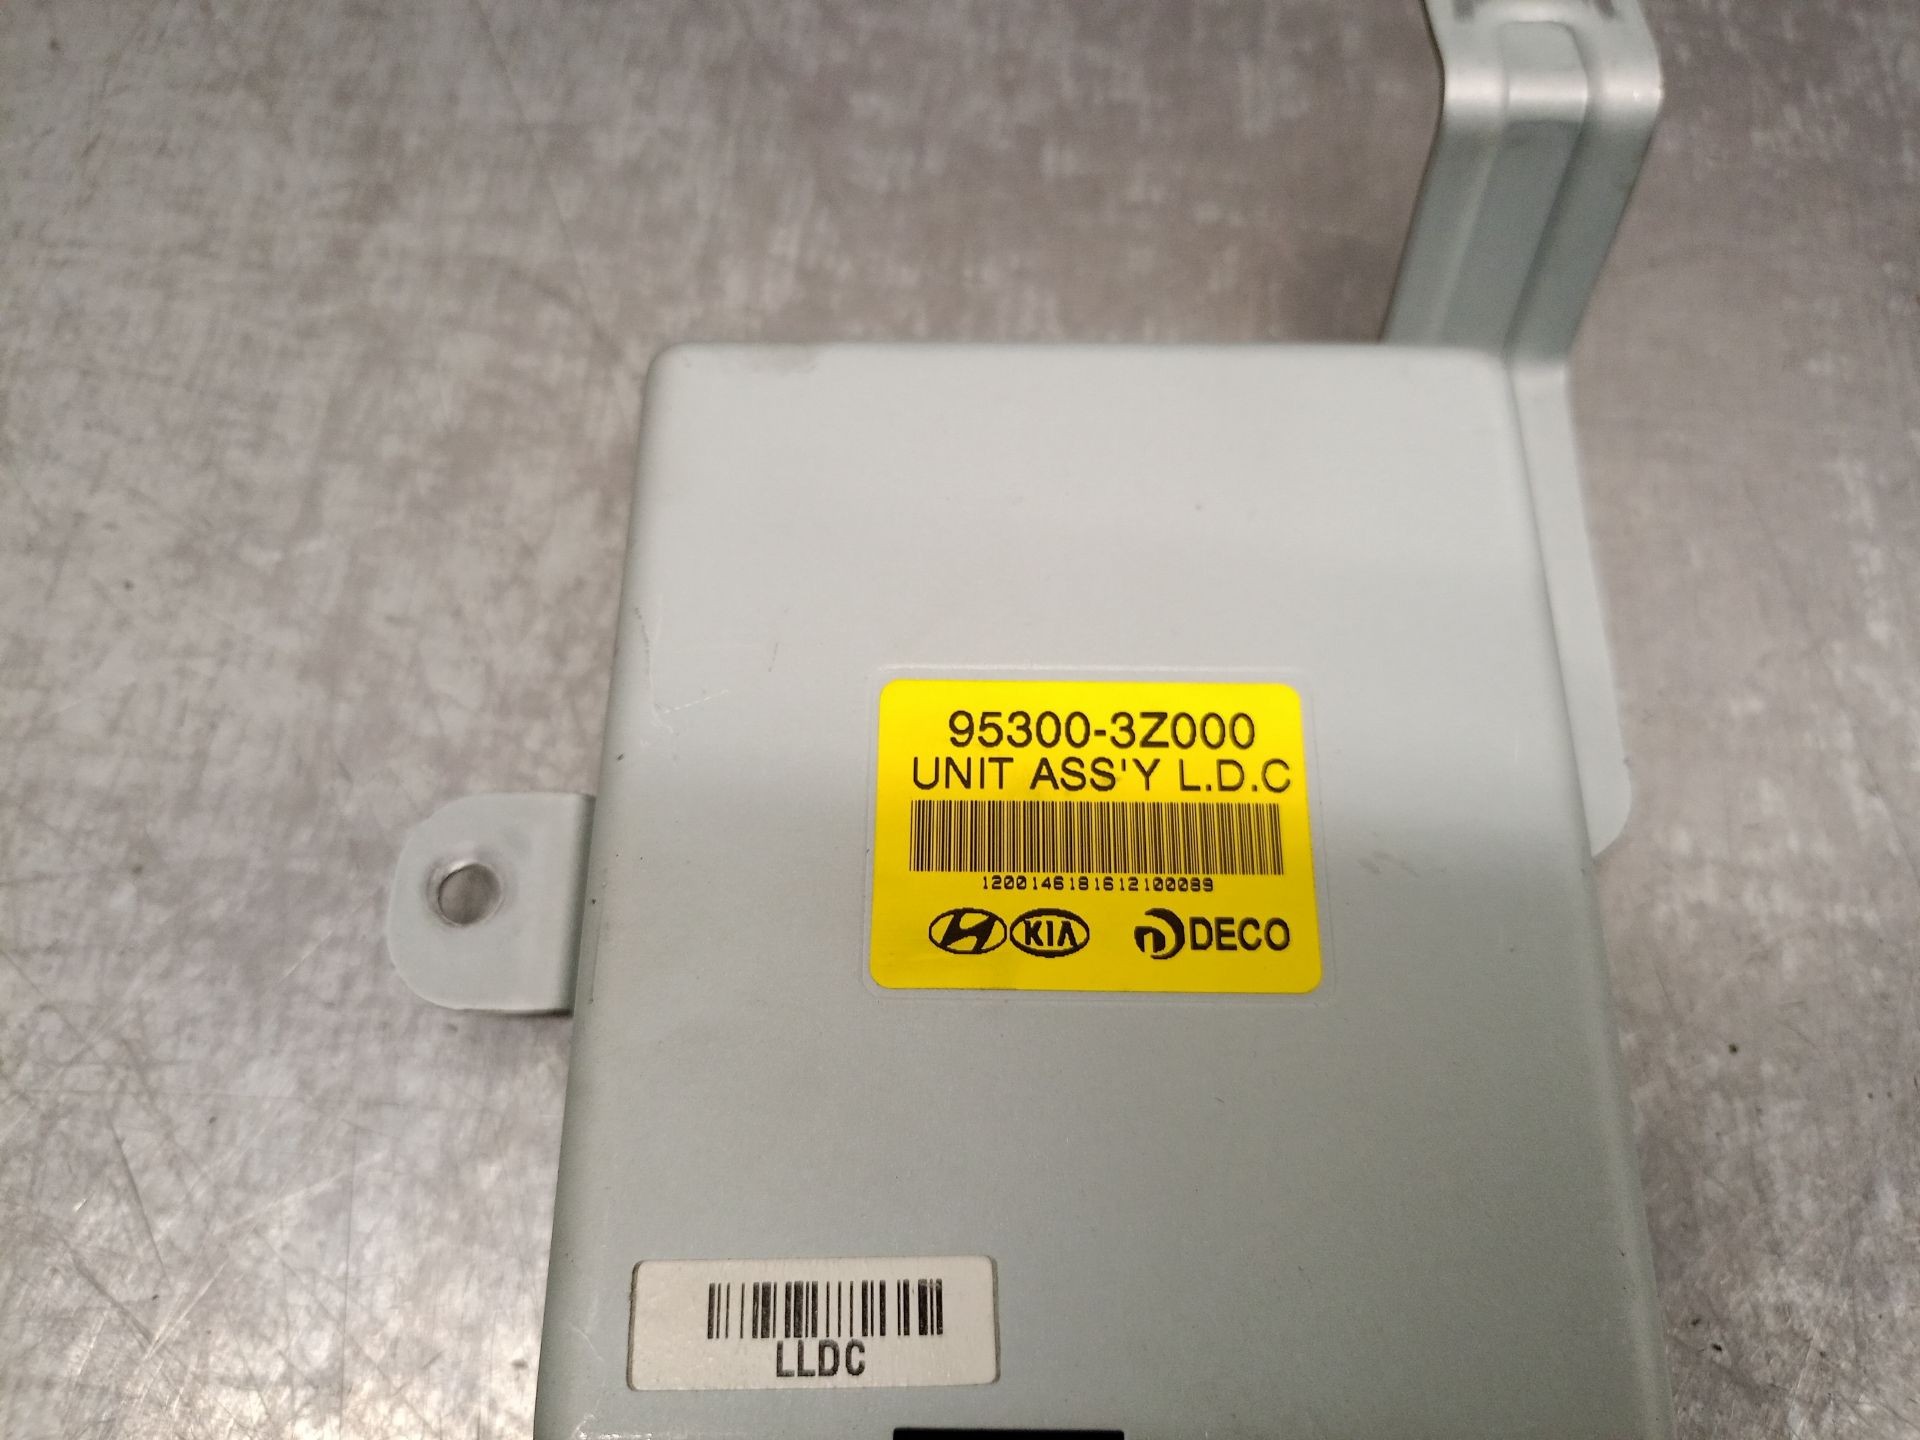 95300-3Z000
UNIT ASS'Y L.D.C
1200146181612100089
KIA DECO
LLDC